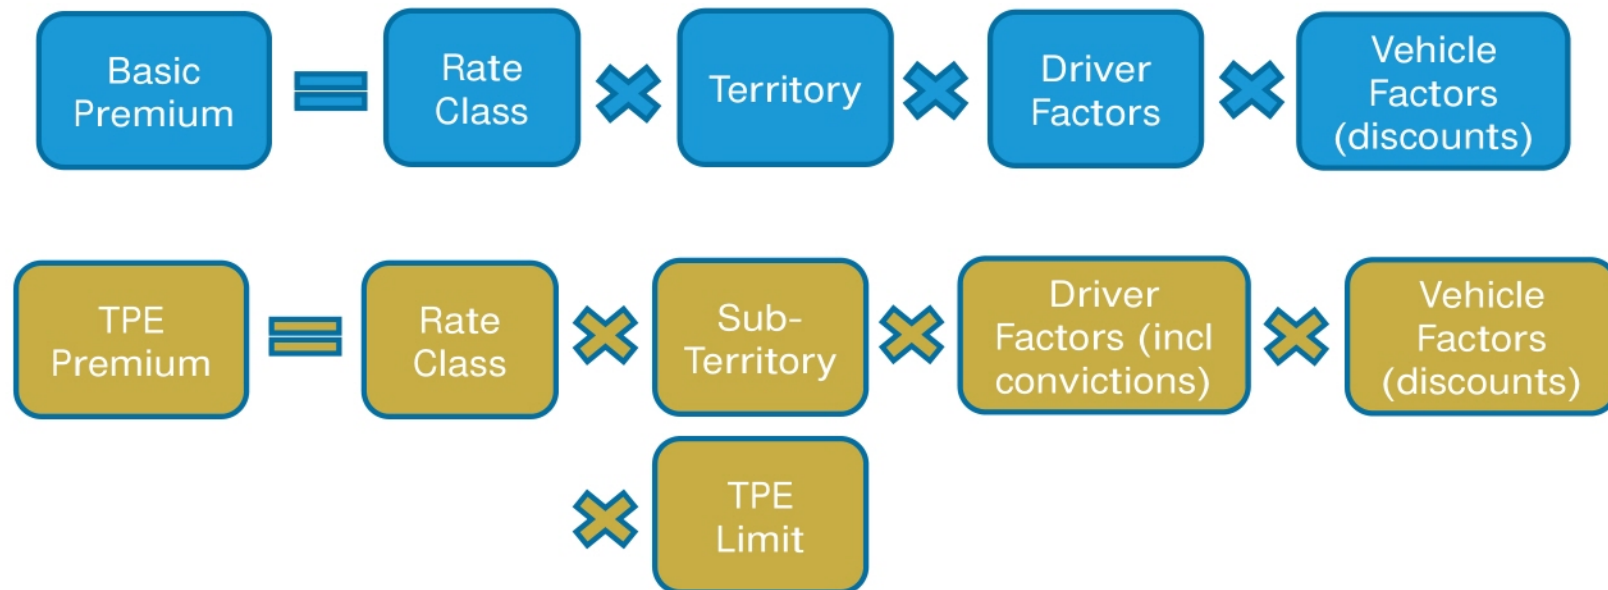 Basic
Premium
Rate
Class
Territory
Driver
Factors
Vehicle
Factors
(discounts)
TPE
Premium
Rate
Class
Sub-
Territory
Driver
Factors (incl
convictions)
Vehicle
Factors
(discounts)
TPE
Limit